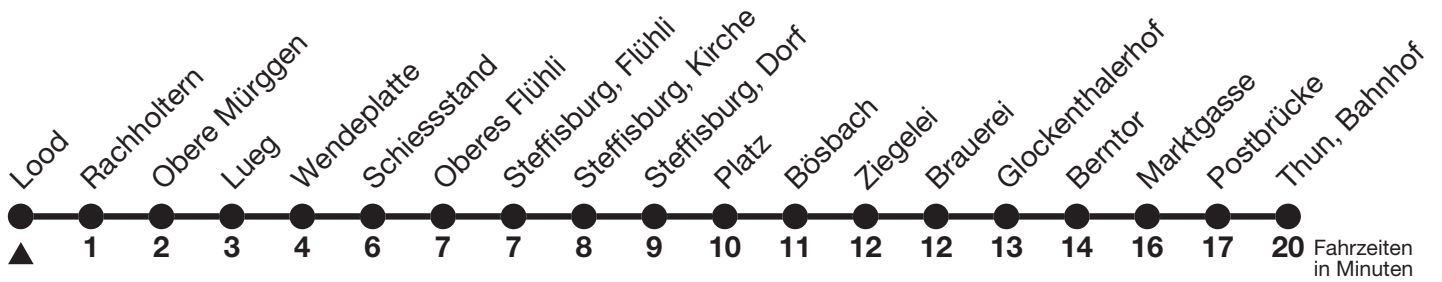 Lood
Rachholtern
Obere Mürggen
Lueg
Wendeplatte
Schiessstand
Oberes Flühli
Steffisburg, Flühli
Steffisburg, Kirche
Steffisburg, Dorf
Platz
Bösbach
Ziegelei
Brauerei
Glockenthalerhof
Berntor
Marktgasse
Postbrücke
Thun, Bahnhof
1 2 3 4 6 7 7 8 9 10 11 12 12 13 14 16 17 20 Fahrzeiten
in Minuten